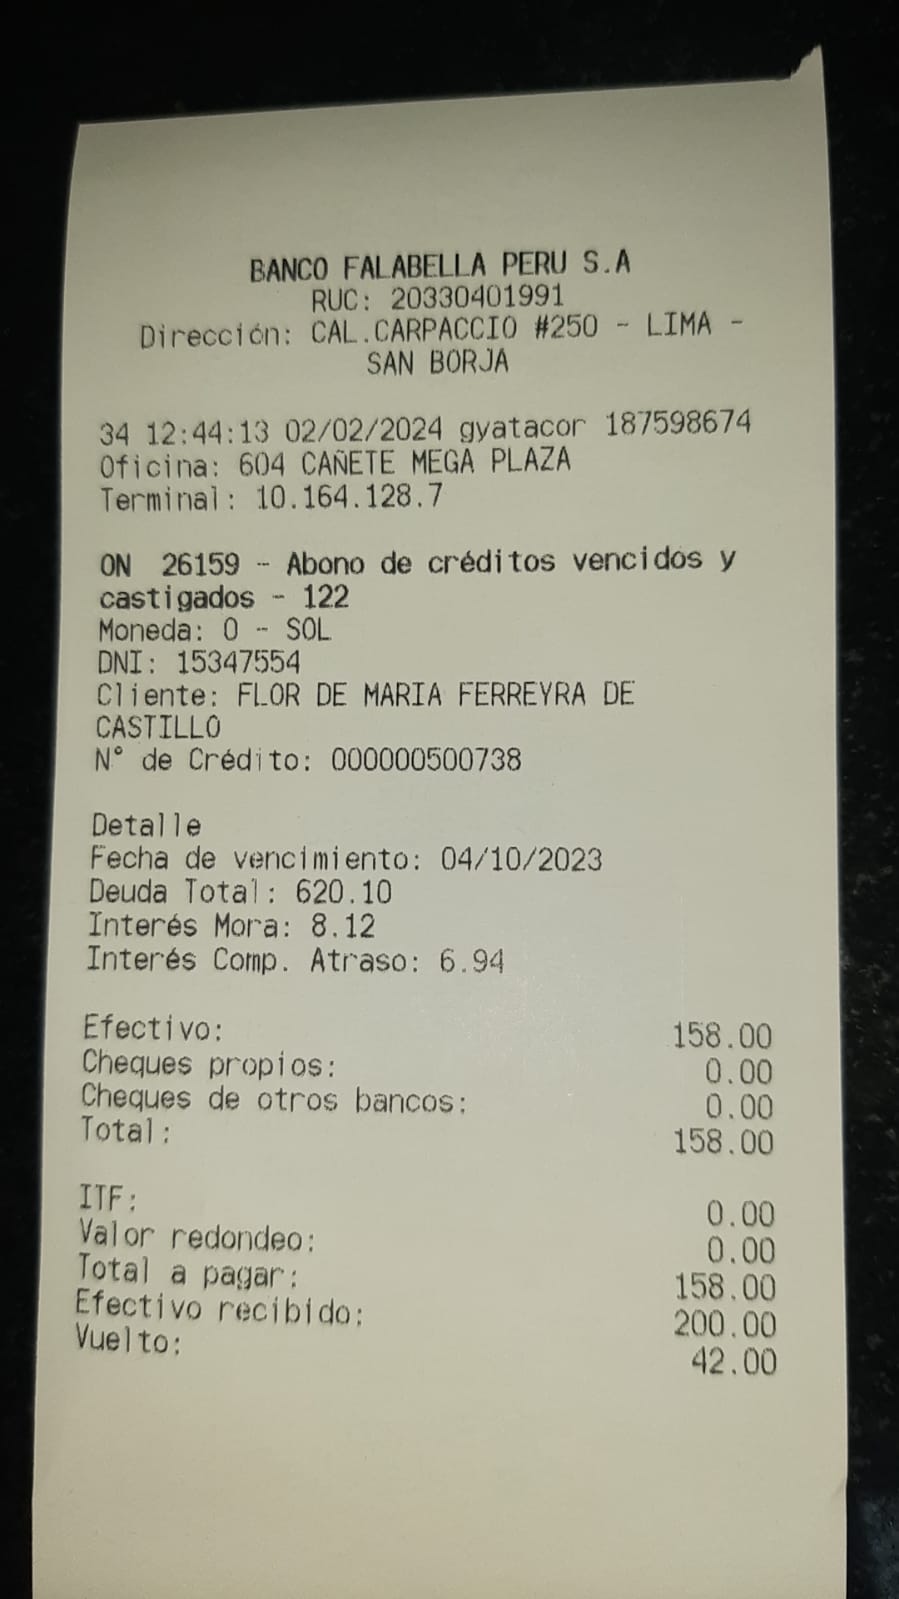 BANCO FALABELLA PERU S.A
RUC: 20330401991
Dirección: CAL.CARPACCIO #250 - LIMA -
SAN BORJA
34 12:44:13 02/02/2024 gyatacor 187598674
Oficina: 604 CAÑETE MEGA PLAZA
Terminal: 10.164.128.7
ON 26159 - Abono de créditos vencidos y
castigados - 122
Moneda: 0 - SOL
DNI: 15347554
Cliente: FLOR DE MARIA FERREYRA DE
CASTILLO
N° de Crédito: 000000500738
Detalle
Fecha de vencimiento: 04/10/2023
Deuda Total: 620.10
Interés Mora: 8.12
Interés Comp. Atraso: 6.94
Efectivo: 158.00
Cheques propios: 0.00
Cheques de otros bancos: 0.00
Total: 158.00
ITF: 0.00
Valor redondeo: 0.00
Total a pagar: 158.00
Efectivo recibido: 200.00
Vuelto: 42.00